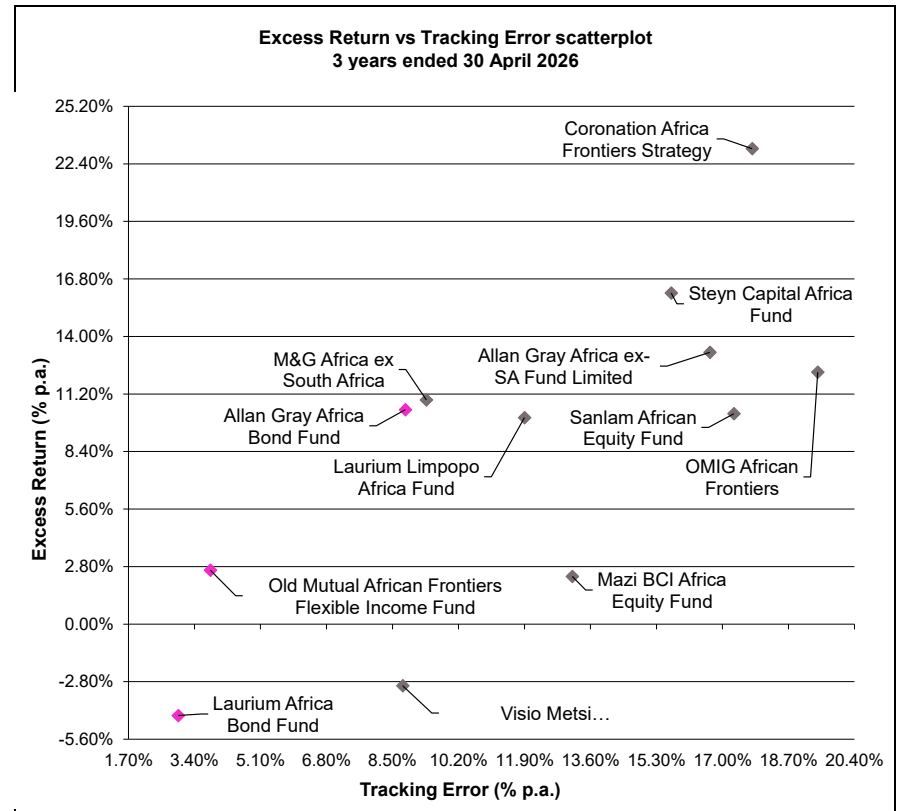 Excess Return vs Tracking Error scatterplot
3 years ended 30 April 2026
25.20%
22.40%
19.60%
16.80%
14.00%
11.20%
8.40%
5.60%
2.80%
0.00%
-2.80%
-5.60%
Excess Return (% p.a.)
Coronation Africa
Frontiers Strategy
Steyn Capital Africa
Fund
Allan Gray Africa ex-
SA Fund Limited
M&G Africa ex
South Africa
Allan Gray Africa
Bond Fund
Sanlam African
Equity Fund
Laurium Limpopo
Africa Fund
OMIG African
Frontiers
Old Mutual African Frontiers
Flexible Income Fund
Mazi BCI Africa
Equity Fund
Laurium Africa
Bond Fund
Visio Metsi…
1.70% 3.40% 5.10% 6.80% 8.50% 10.20% 11.90% 13.60% 15.30% 17.00% 18.70% 20.40%
Tracking Error (% p.a.)